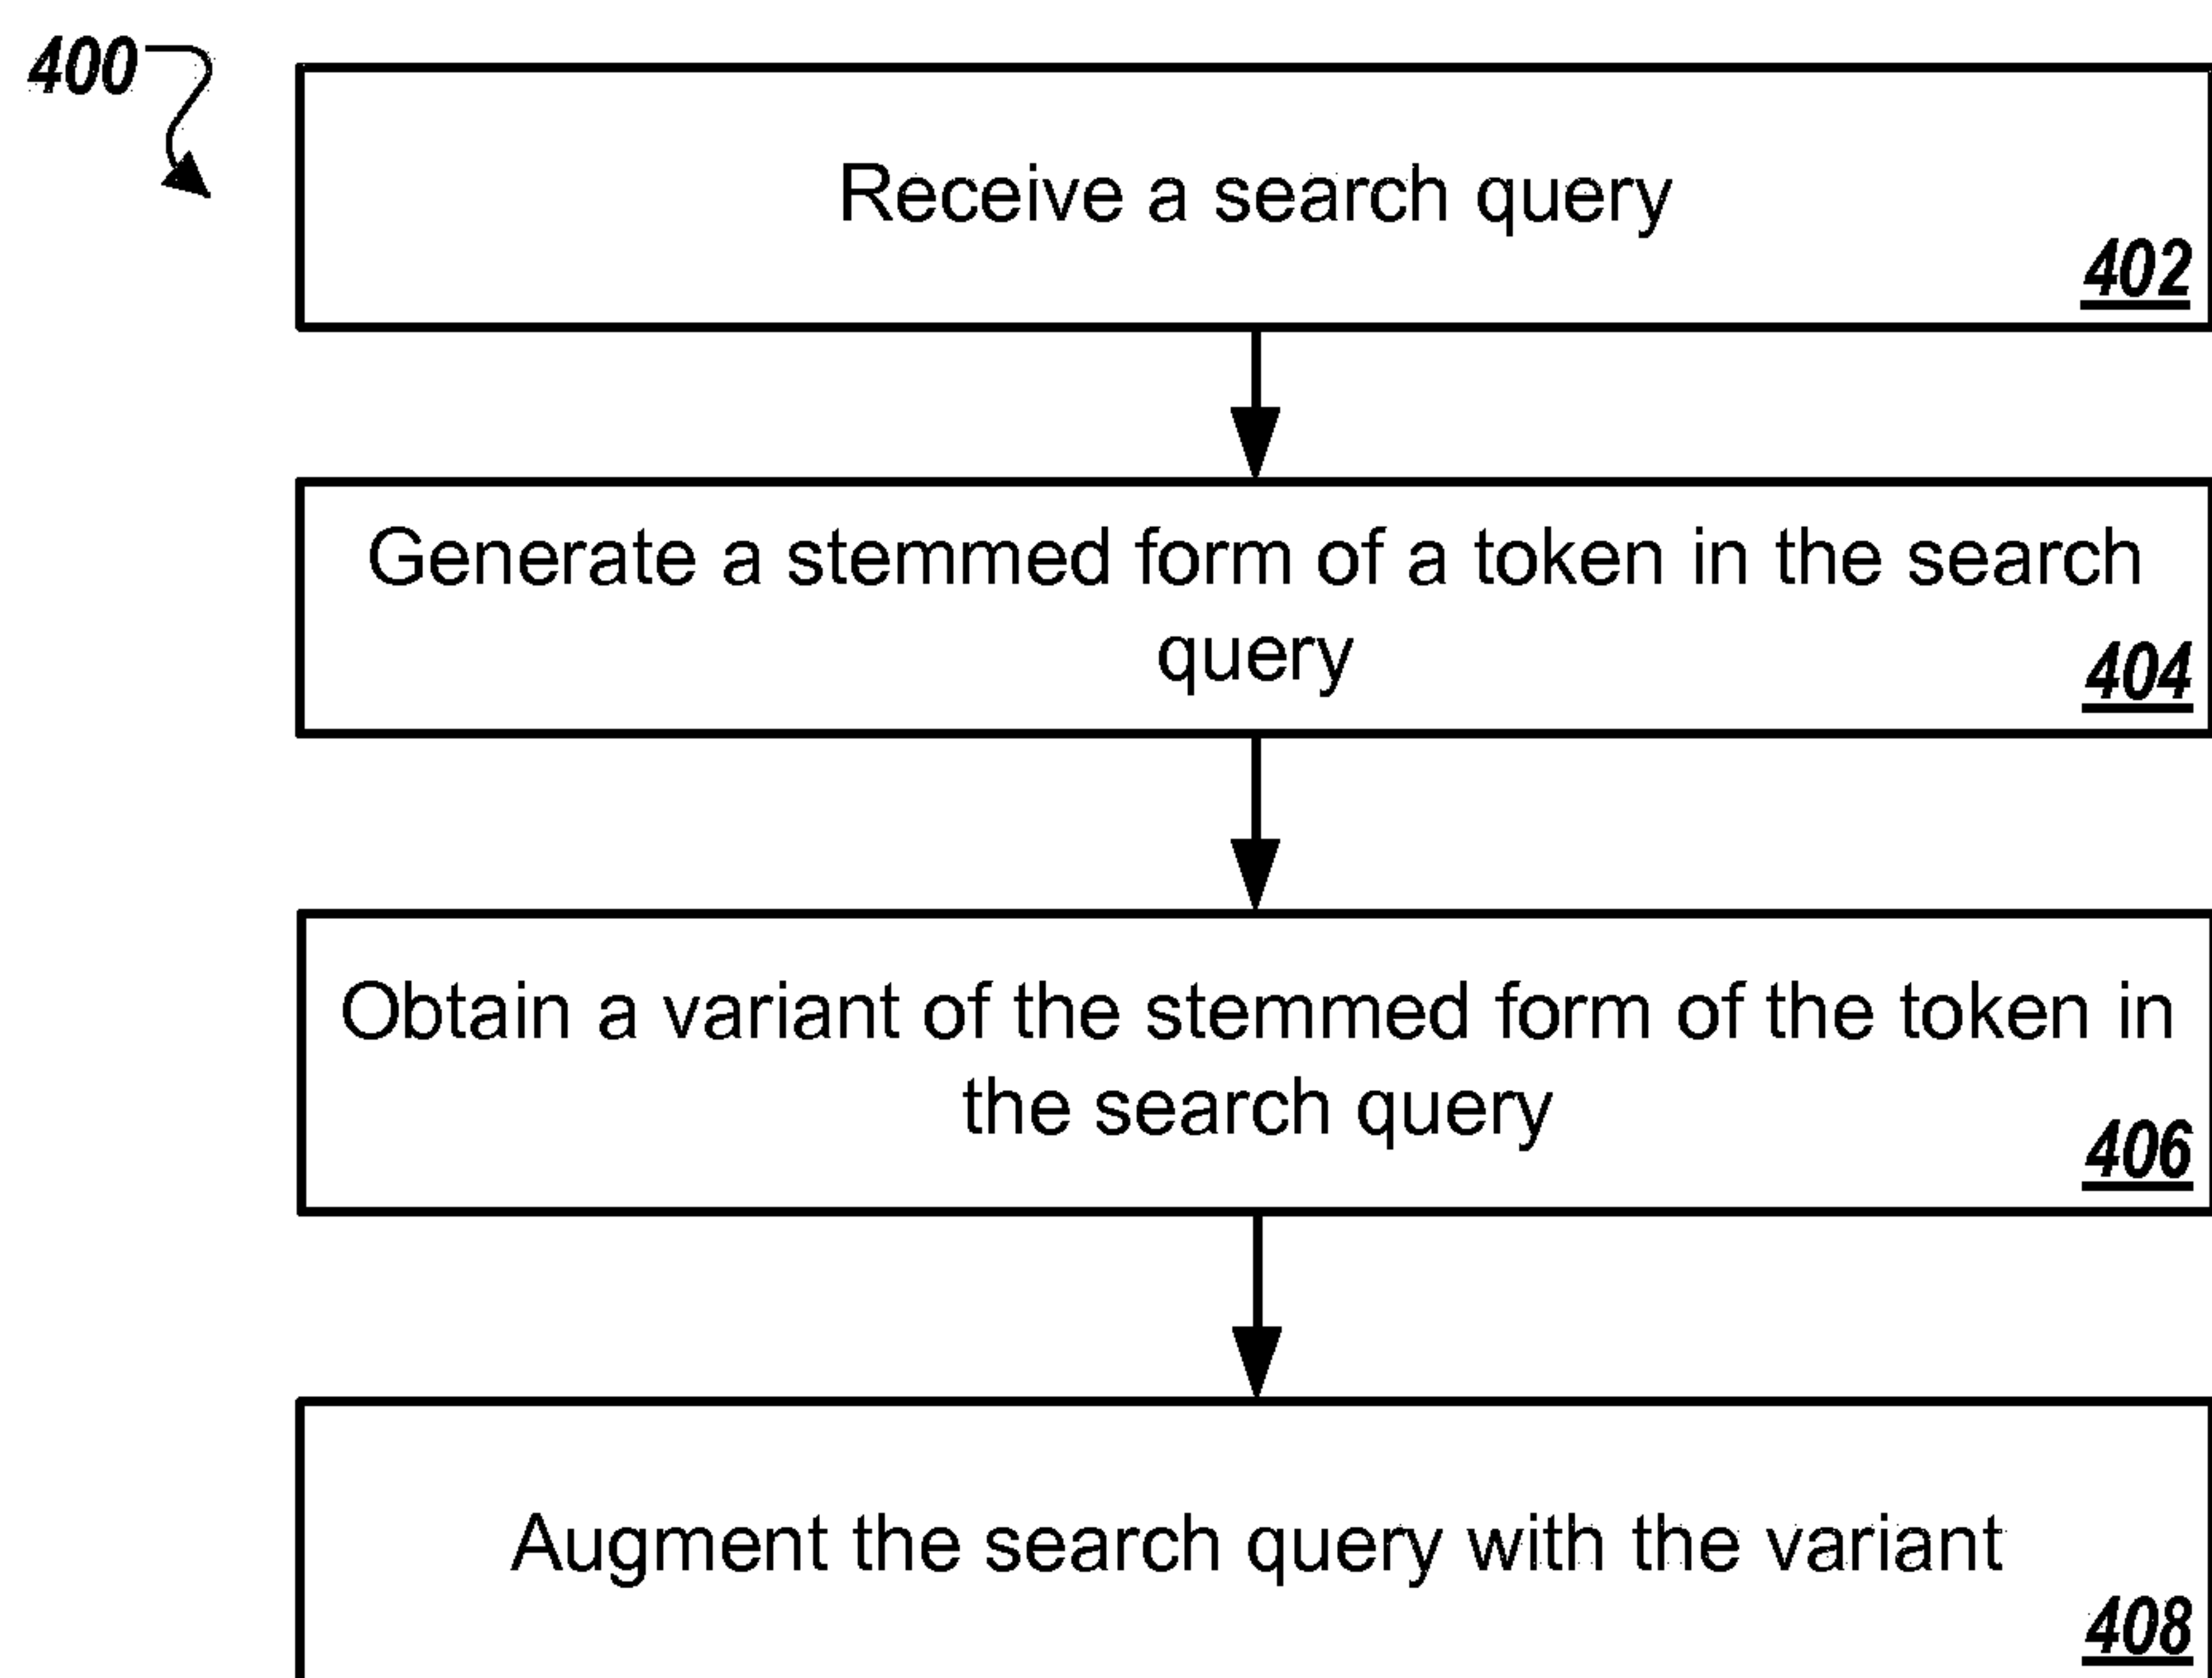 400
Receive a search query
402
Generate a stemmed form of a token in the search
query
404
Obtain a variant of the stemmed form of the token in
the search query
406
Augment the search query with the variant
408